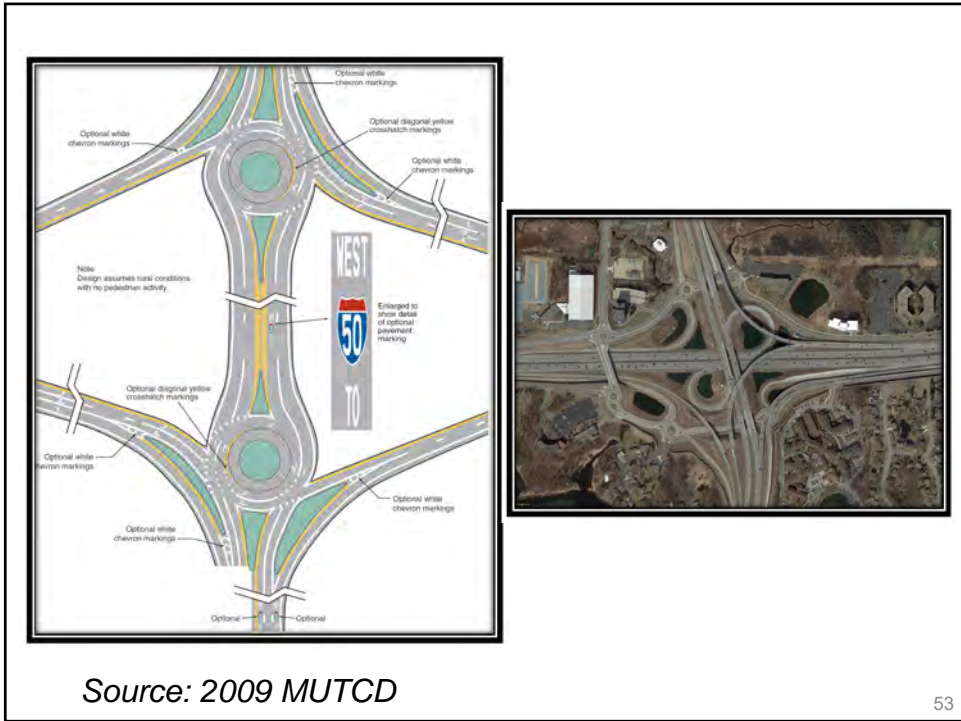 Optional white
chevron markings
Optional diagonal yellow
crosshatch markings
Optional white
chevron markings
Optional white
chevron markings
Note:
Design assumes rural conditions
with no pedestrian activity.
WEST
50
TO
Enlarged to
show detail
of optional
pavement
marking
Optional diagonal yellow
crosshatch markings
Optional white
hevron markings
Optional white
chevron markings
Optional white
chevron markings
Optional
Optional
Source: 2009 MUTCD
53